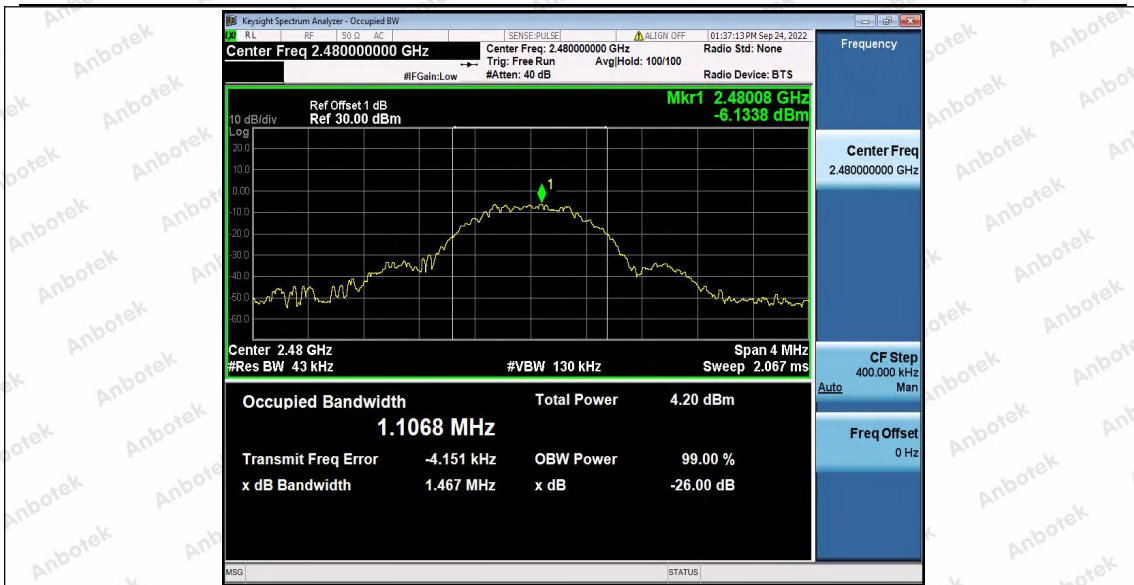 Keysight Spectrum Analyzer - Occupied BW
LXI RL RF 50 Ω AC SENSE:PULSE ALIGN OFF 01:37:13 PM Sep 24, 2022
Center Freq 2.480000000 GHz
Center Freq: 2.480000000 GHz Radio Std: None
Trig: Free Run Avg|Hold: 100/100
#IFGain:Low #Atten: 40 dB Radio Device: BTS
Frequency
Mkr1 2.48008 GHz
-6.1338 dBm
Ref Offset 1 dB
10 dB/div Ref 30.00 dBm
Log
20.0
10.0
0.00
-10.0
-20.0
-30.0
-40.0
-50.0
-60.0
1
Center 2.48 GHz Span 4 MHz
#Res BW 43 kHz #VBW 130 kHz Sweep 2.067 ms
Center Freq
2.480000000 GHz
CF Step
400.000 kHz
Auto Man
Freq Offset
0 Hz
Occupied Bandwidth Total Power 4.20 dBm
1.1068 MHz
Transmit Freq Error -4.151 kHz OBW Power 99.00 %
x dB Bandwidth 1.467 MHz x dB -26.00 dB
MSG STATUS
Anbotek